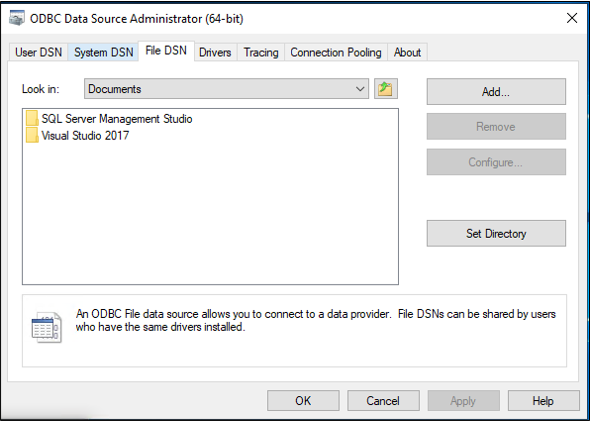 ODBC Data Source Administrator (64-bit)
User DSN System DSN File DSN Drivers Tracing Connection Pooling About
Look in: Documents
Add...
SQL Server Management Studio
Visual Studio 2017
Remove
Configure...
Set Directory
An ODBC File data source allows you to connect to a data provider. File DSNs can be shared by users
who have the same drivers installed.
OK Cancel Apply Help